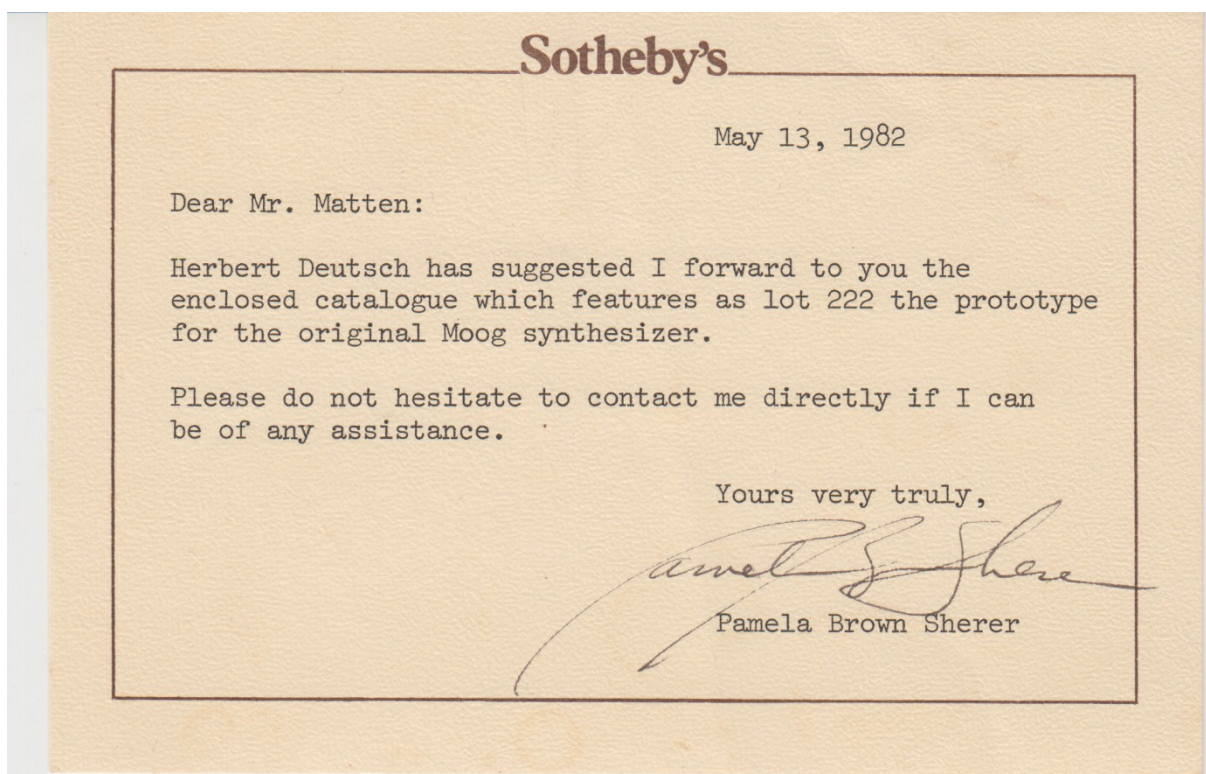 Sotheby's
May 13, 1982
Dear Mr. Matten:
Herbert Deutsch has suggested I forward to you the
enclosed catalogue which features as lot 222 the prototype
for the original Moog synthesizer.
Please do not hesitate to contact me directly if I can
be of any assistance.
Yours very truly,
Pamela B Sherer
Pamela Brown Sherer